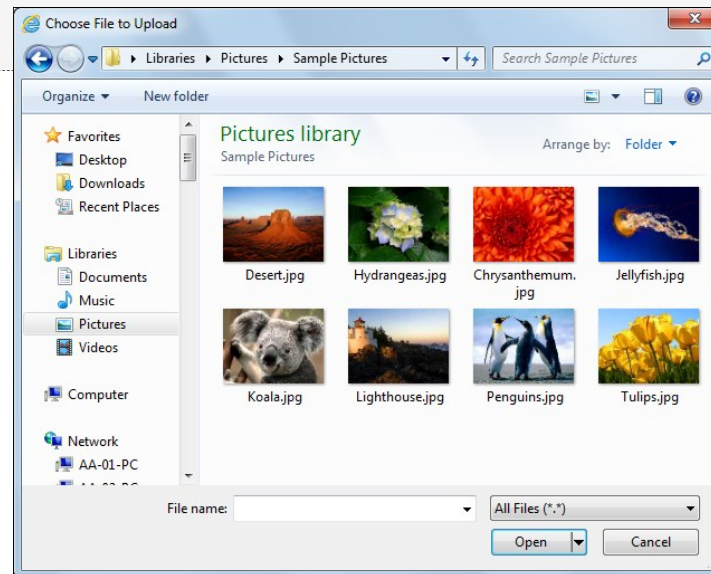 Choose File to Upload
Libraries Pictures Sample Pictures
Search Sample Pictures
Organize New folder
Favorites
Desktop
Downloads
Recent Places
Libraries
Documents
Music
Pictures
Videos
Computer
Network
AA-01-PC
Pictures library
Sample Pictures
Arrange by: Folder
Desert.jpg Hydrangeas.jpg Chrysanthemum. Jellyfish.jpg
jpg
Koala.jpg Lighthouse.jpg Penguins.jpg Tulips.jpg
File name: All Files (*.*)
Open Cancel